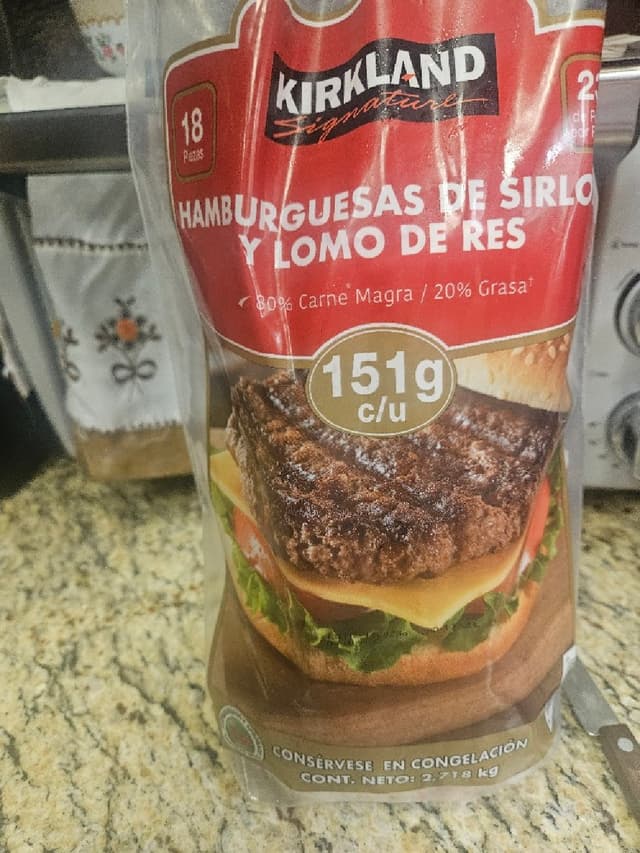 KIRKLAND
Signature
18
Piezas
HAMBURGUESAS DE SIRLO
Y LOMO DE RES
80% Carne Magra / 20% Grasa†
151g
c/u
CONSÉRVESE EN CONGELACIÓN
CONT. NETO: 2.718 kg